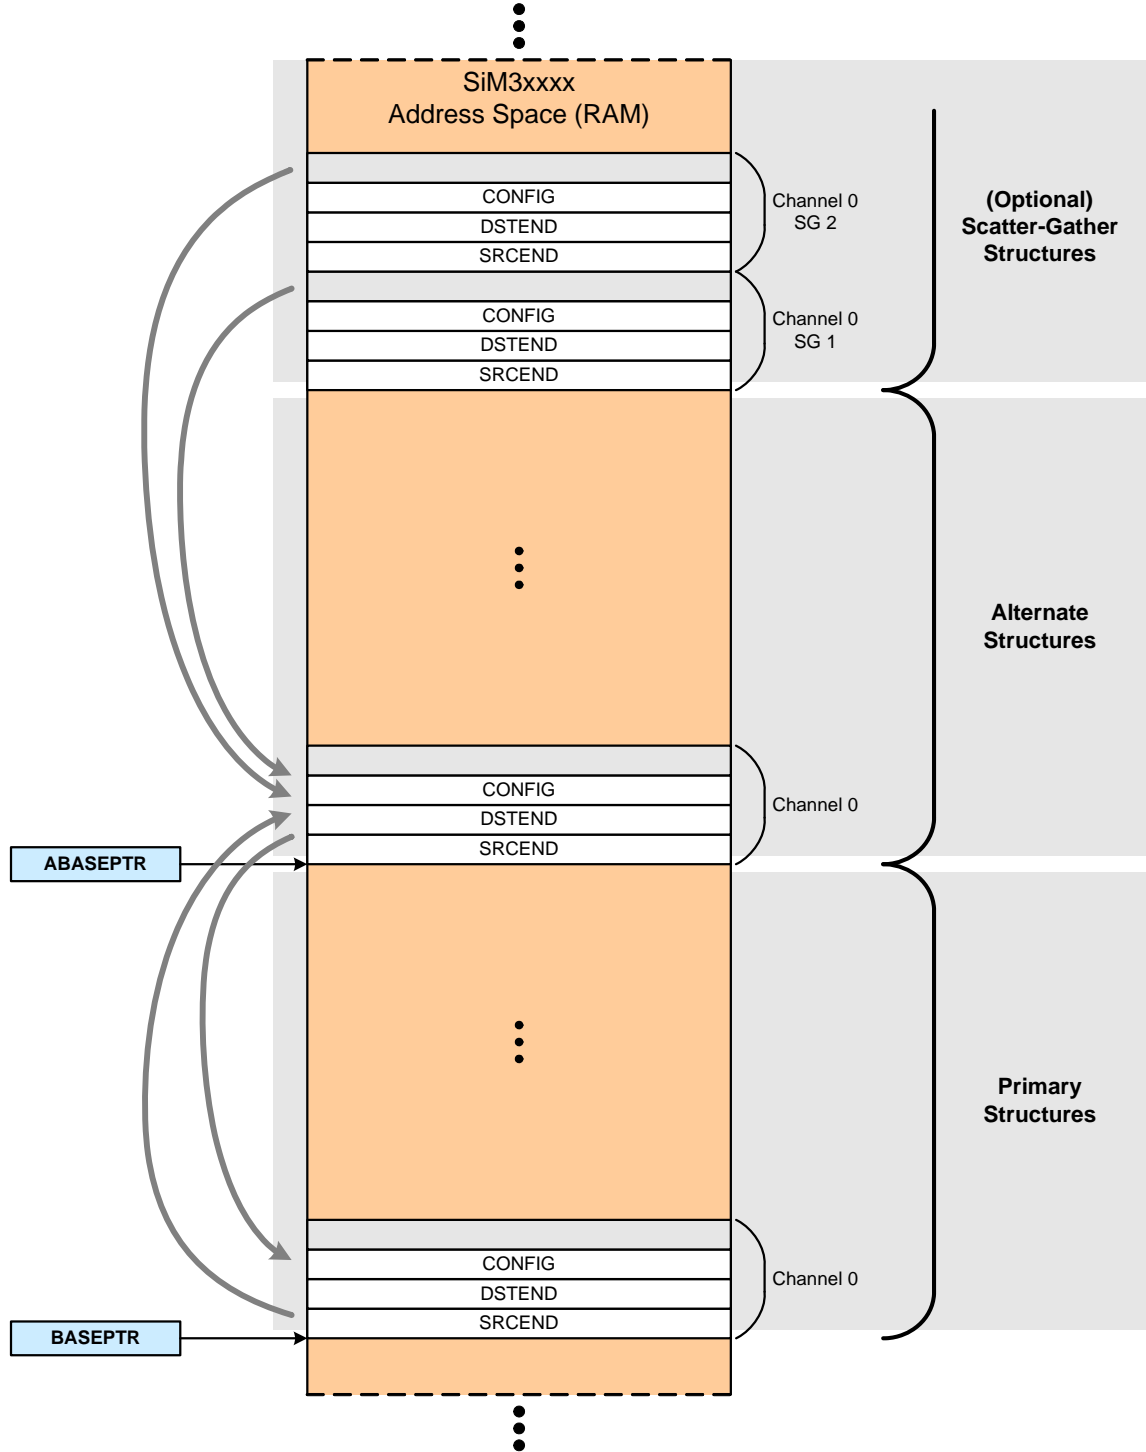 SiM3xxxx
Address Space (RAM)
CONFIG
DSTEND
SRCEND
Channel 0
SG 2
(Optional)
Scatter-Gather
Structures
CONFIG
DSTEND
SRCEND
Channel 0
SG 1
Alternate
Structures
CONFIG
DSTEND
SRCEND
Channel 0
ABASEPTR
Primary
Structures
CONFIG
DSTEND
SRCEND
Channel 0
BASEPTR